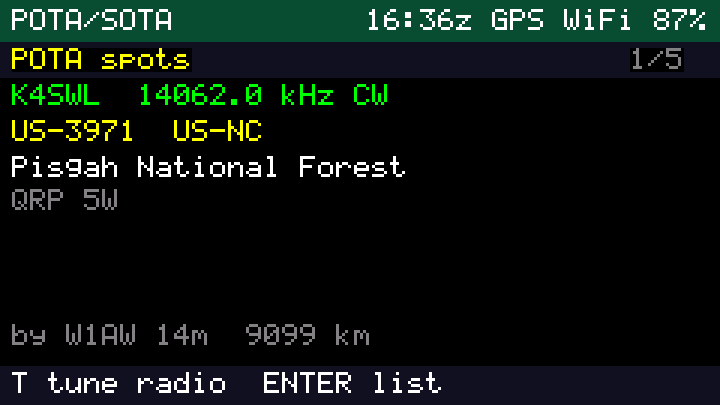 POTA/SOTA 16:36z GPS WiFi 87%
POTA spots 1/5
K4SWL 14062.0 kHz CW
US-3971 US-NC
Pisgah National Forest
QRP 5W
by W1AW 14m 9099 km
T tune radio ENTER list